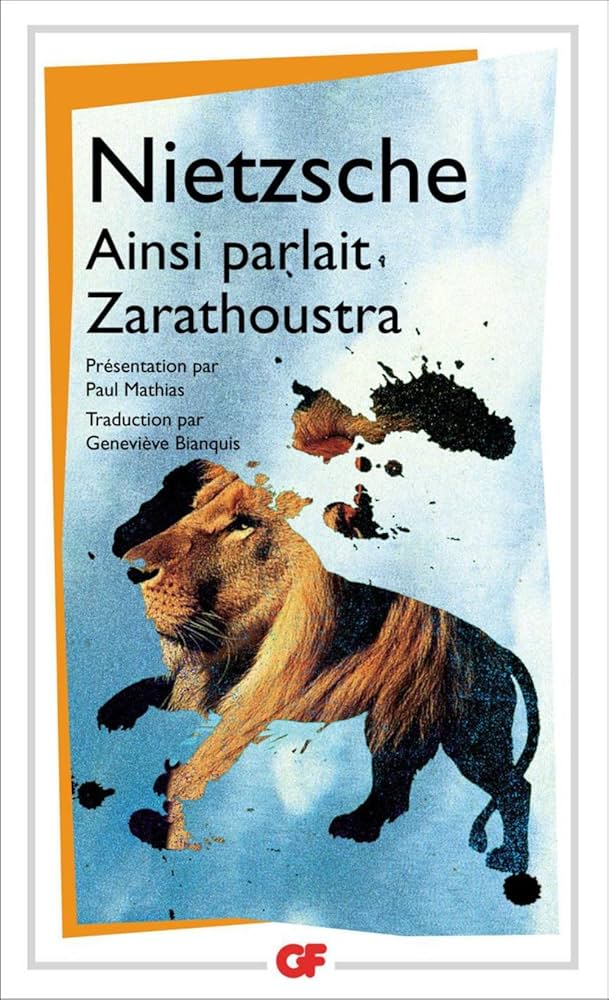 Nietzsche
Ainsi parlait
Zarathoustra
Présentation par
Paul Mathias
Traduction par
Geneviève Bianquis
GF